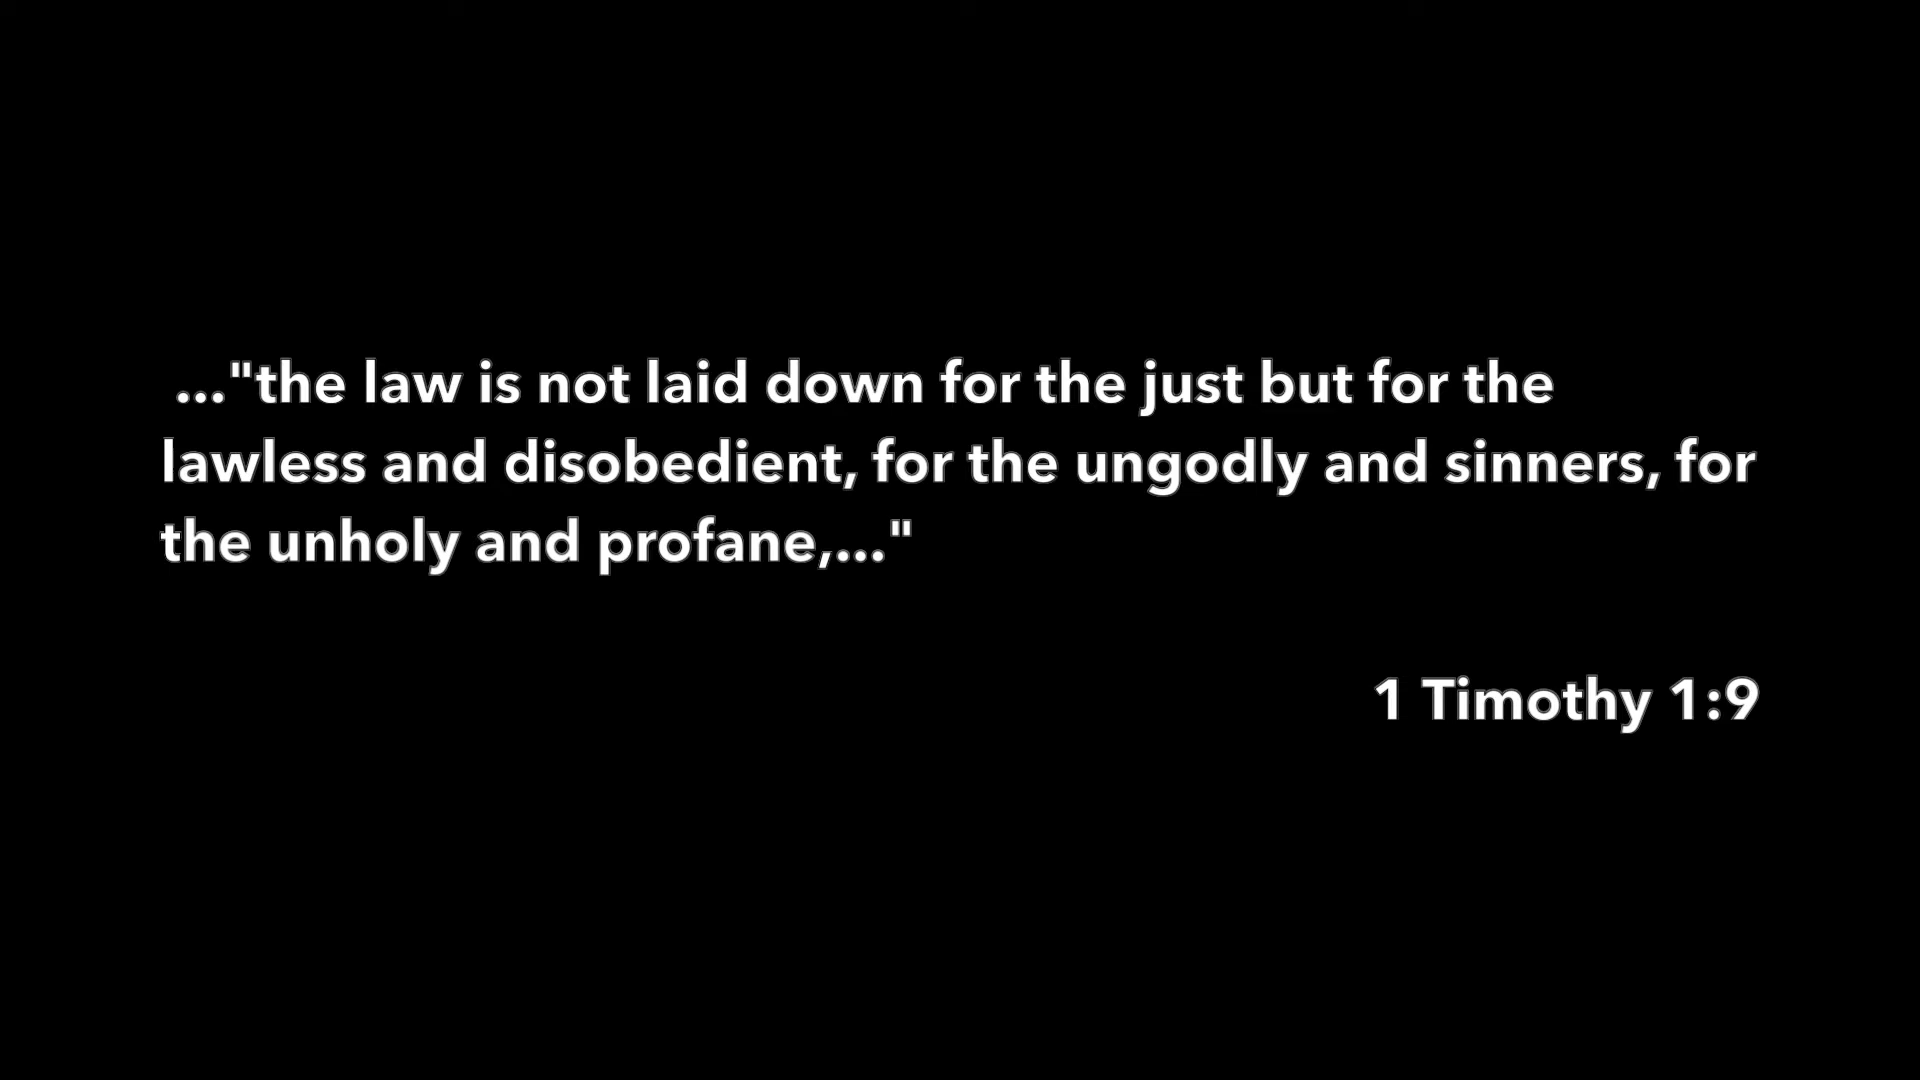 ..."the law is not laid down for the just but for the
lawless and disobedient, for the ungodly and sinners, for
the unholy and profane,..."
1 Timothy 1:9